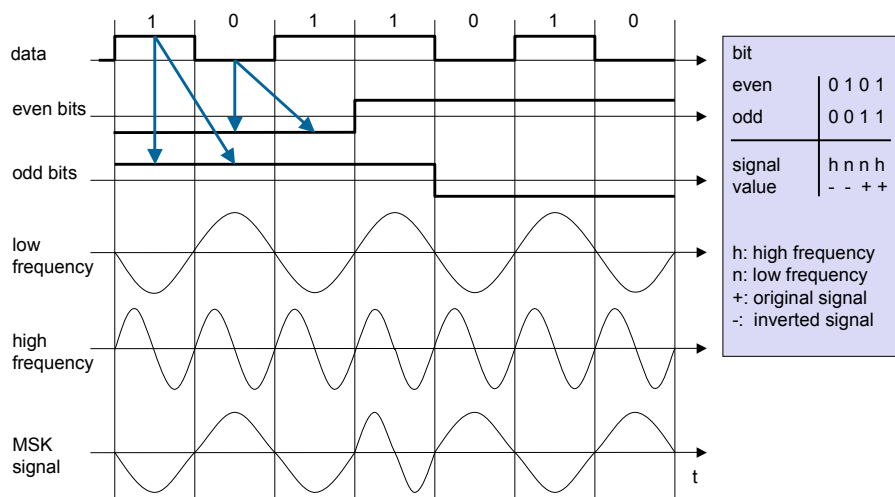 1 0 1 1 0 1 0
data
even bits
odd bits
low
frequency
high
frequency
MSK
signal
t
bit
even 0 1 0 1
odd 0 0 1 1
signal h n n h
value - - + +
h: high frequency
n: low frequency
+: original signal
-: inverted signal